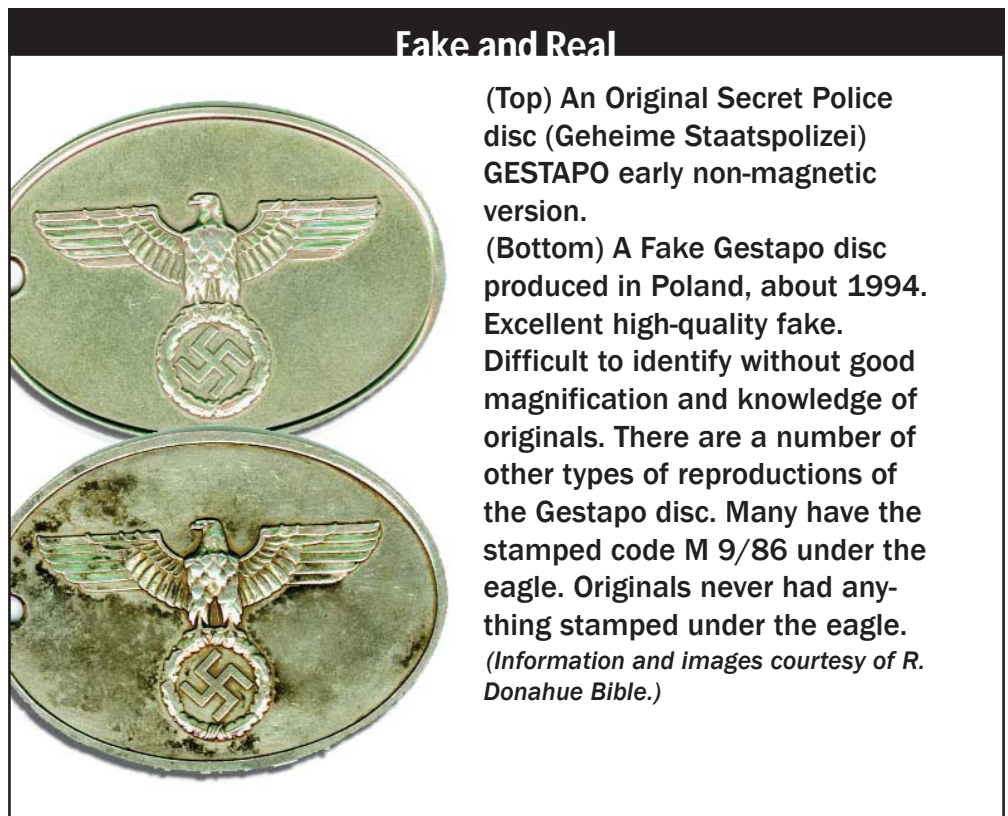 Fake and Real
(Top) An Original Secret Police
disc (Geheime Staatspolizei)
GESTAPO early non-magnetic
version.
(Bottom) A Fake Gestapo disc
produced in Poland, about 1994.
Excellent high-quality fake.
Difficult to identify without good
magnification and knowledge of
originals. There are a number of
other types of reproductions of
the Gestapo disc. Many have the
stamped code M 9/86 under the
eagle. Originals never had any-
thing stamped under the eagle.
(Information and images courtesy of R.
Donahue Bible.)